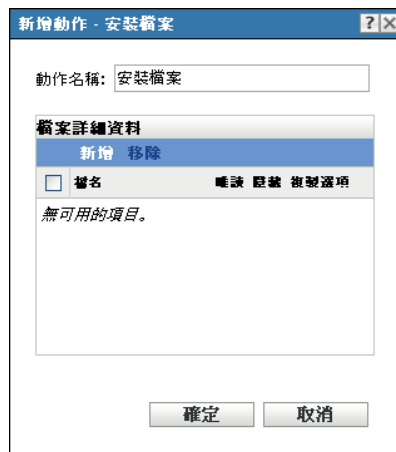 新增動作 - 安裝檔案
動作名稱: 安裝檔案
檔案詳細資料
新增 移除
檔名 唯讀 隱藏 複製選項
無可用的項目。
確定 取消